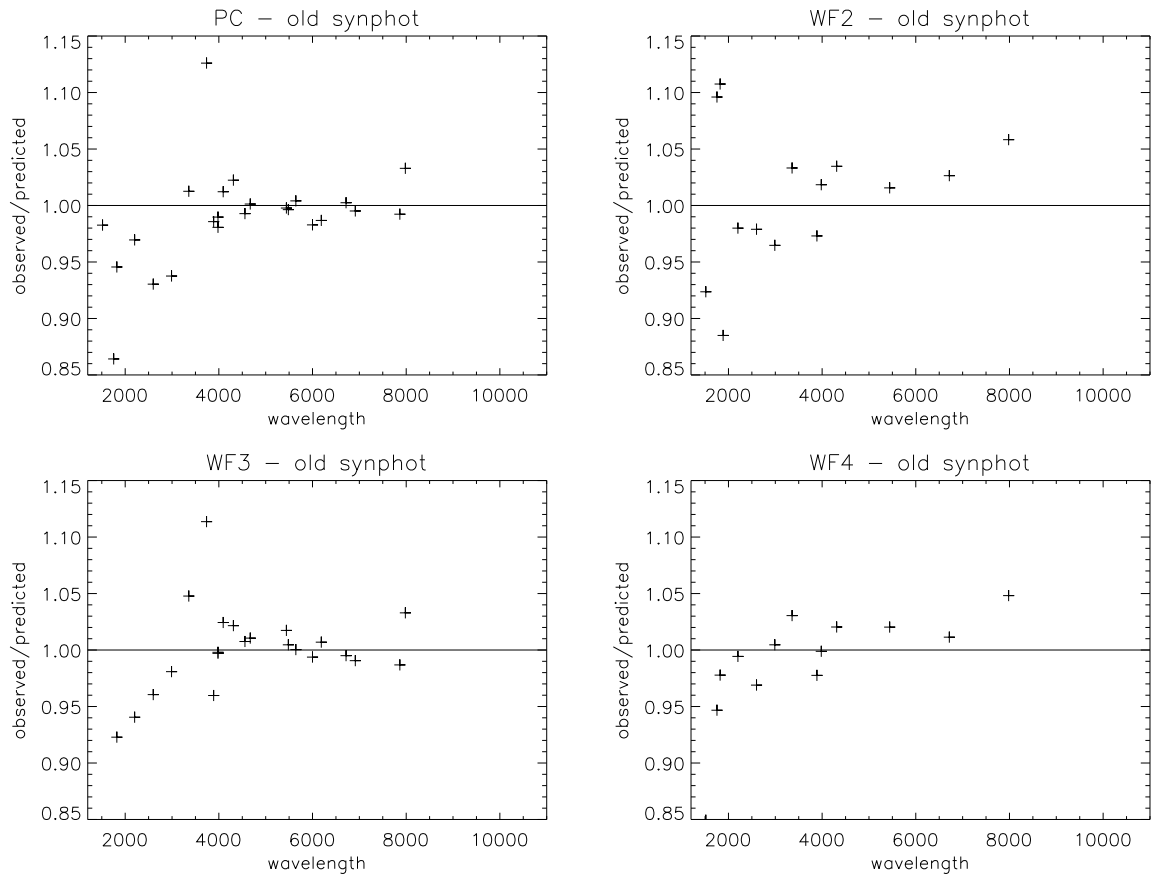 PC – old synphot
1.15
1.10
1.05
1.00
0.95
0.90
0.85
observed/predicted
2000 4000 6000 8000 10000
wavelength
WF2 – old synphot
1.15
1.10
1.05
1.00
0.95
0.90
0.85
observed/predicted
2000 4000 6000 8000 10000
wavelength
WF3 – old synphot
1.15
1.10
1.05
1.00
0.95
0.90
0.85
observed/predicted
2000 4000 6000 8000 10000
wavelength
WF4 – old synphot
1.15
1.10
1.05
1.00
0.95
0.90
0.85
observed/predicted
2000 4000 6000 8000 10000
wavelength